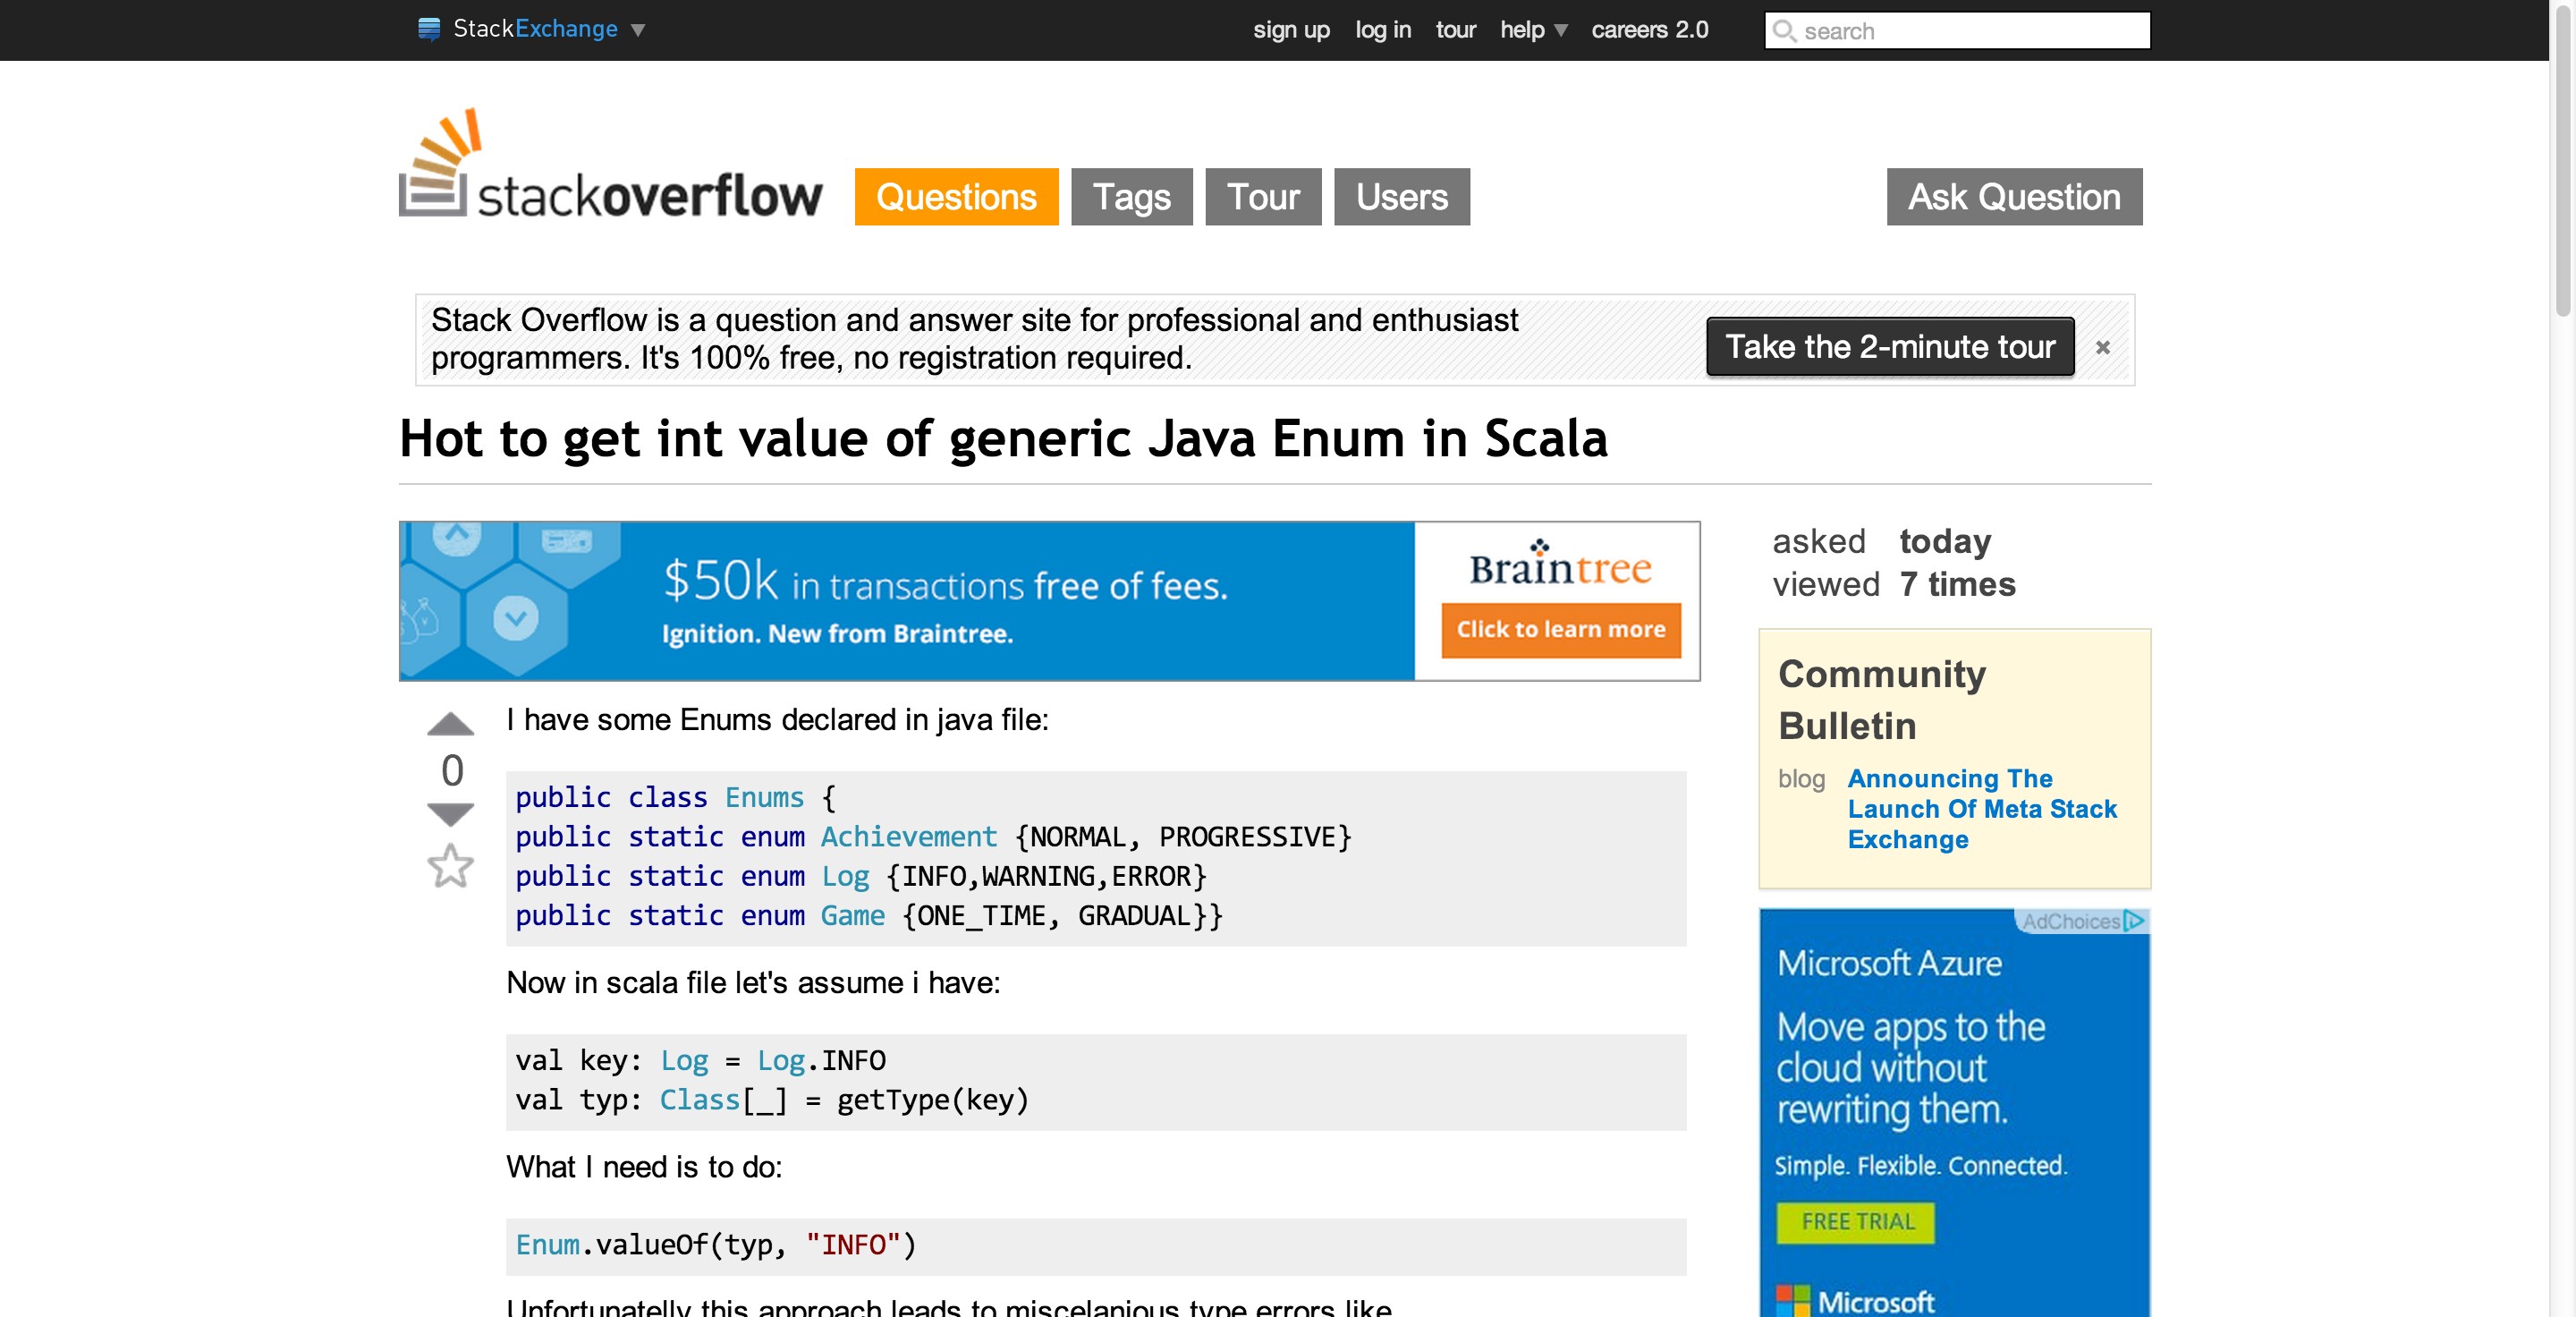 StackExchange
sign up log in tour help careers 2.0
search
stackoverflow
Questions Tags Tour Users Ask Question
Stack Overflow is a question and answer site for professional and enthusiast
programmers. It's 100% free, no registration required.
Take the 2-minute tour
×
Hot to get int value of generic Java Enum in Scala
$50k in transactions free of fees.
Ignition. New from Braintree.
Braintree
Click to learn more
asked today
viewed 7 times
Community
Bulletin
blog Announcing The
Launch Of Meta Stack
Exchange
0
I have some Enums declared in java file:
public class Enums {
public static enum Achievement {NORMAL, PROGRESSIVE}
public static enum Log {INFO,WARNING,ERROR}
public static enum Game {ONE_TIME, GRADUAL}}
Now in scala file let's assume i have:
val key: Log = Log.INFO
val typ: Class[_] = getType(key)
What I need is to do:
Enum.valueOf(typ, "INFO")
Unfortunatelly this approach leads to miscelanious type errors like
AdChoices
Microsoft Azure
Move apps to the
cloud without
rewriting them.
Simple. Flexible. Connected.
FREE TRIAL
Microsoft